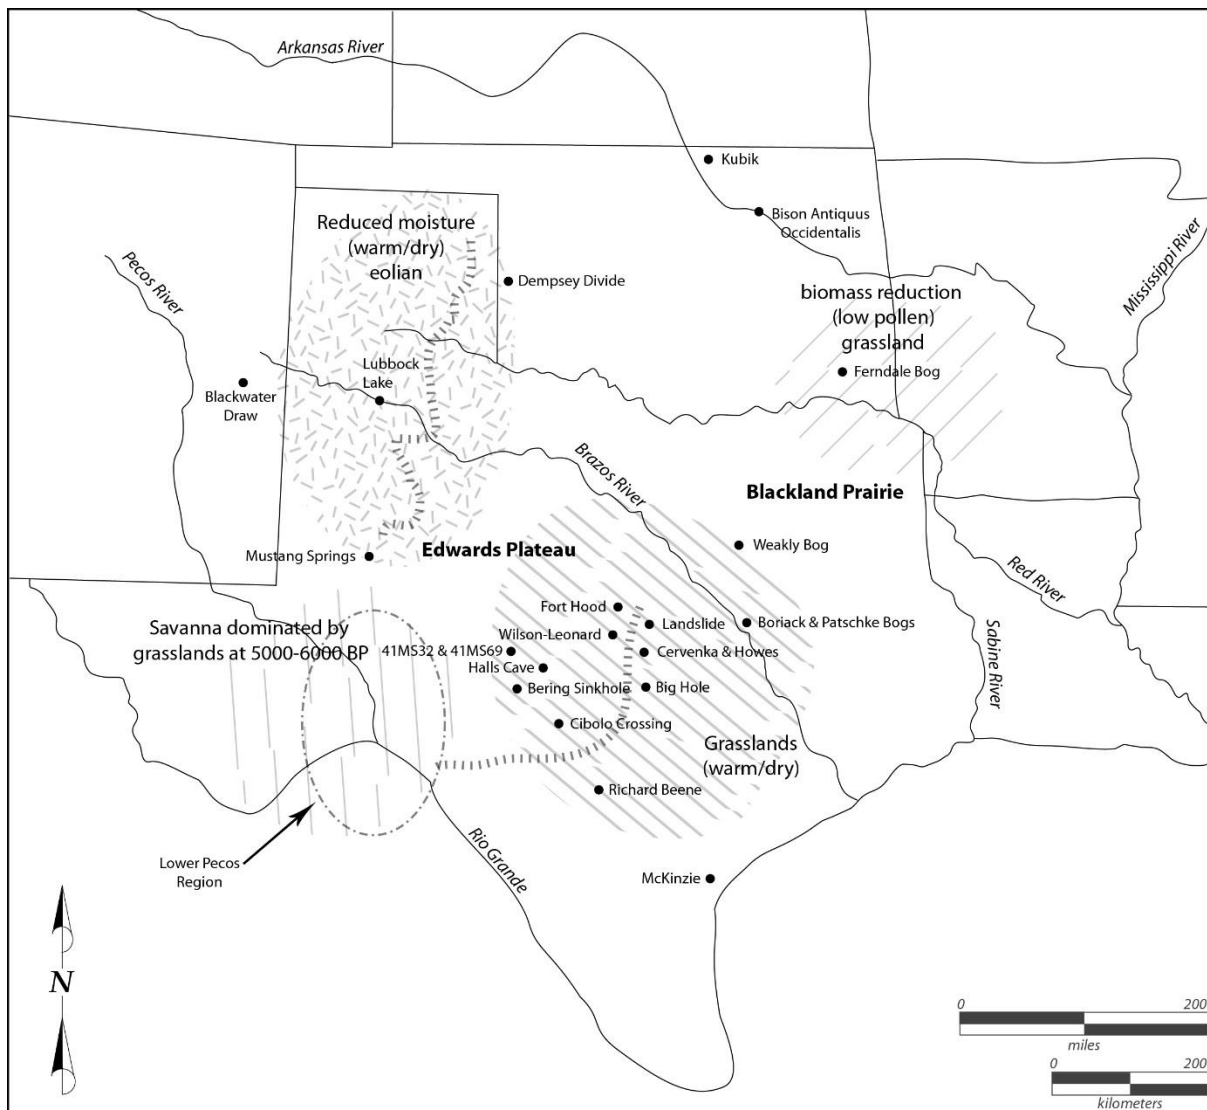 Arkansas River
Kubik
Bison Antiquus
Occidentalis
Mississippi River
Reduced moisture
(warm/dry)
eolian
Pecos River
Dempsey Divide
biomass reduction
(low pollen)
grassland
Ferndale Bog
Lubbock
Lake
Blackwater
Draw
Brazos River
Blackland Prairie
Mustang Springs
Edwards Plateau
Weakly Bog
Red River
Fort Hood
Landslide
Boriack & Patschke Bogs
Sabine River
Savanna dominated by
grasslands at 5000-6000 BP
Wilson-Leonard
41MS32 & 41MS69
Cervenka & Howes
Halls Cave
Bering Sinkhole
Big Hole
Cibolo Crossing
Grasslands
(warm/dry)
Richard Beene
Lower Pecos
Region
Rio Grande
McKinzie
N
0 200
miles
0 200
kilometers